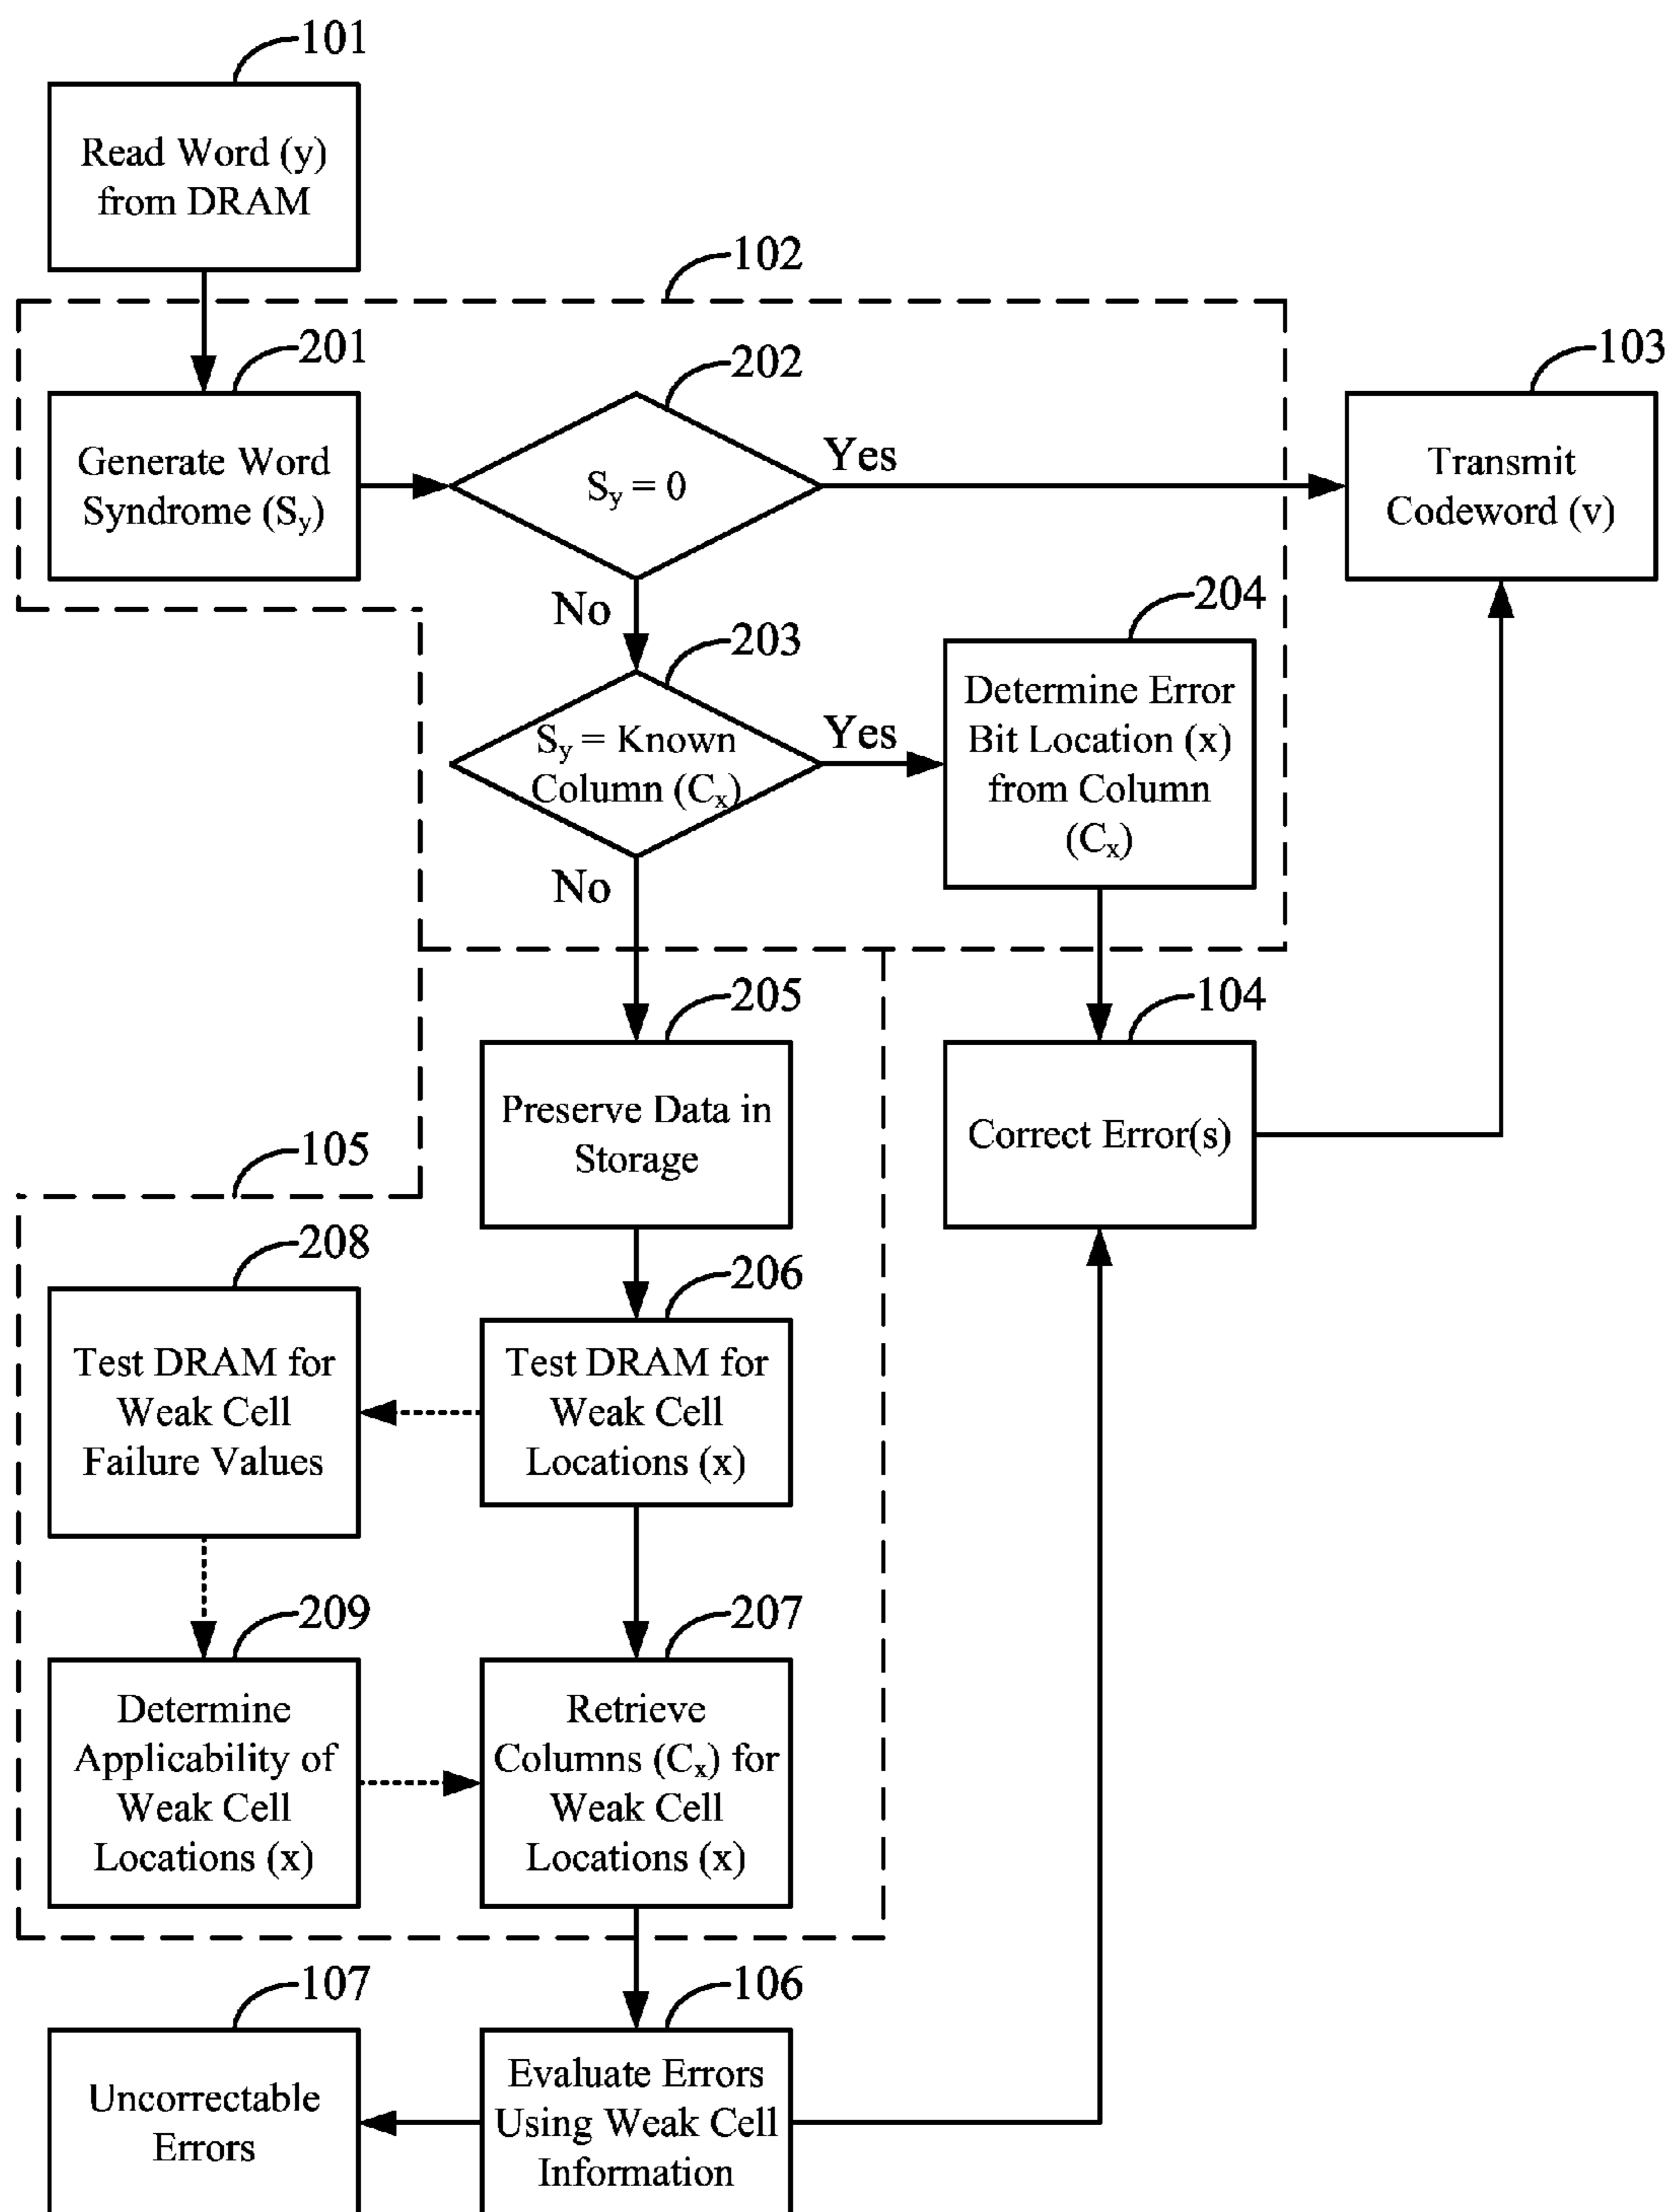 101
Read Word (y)
from DRAM
102
201
Generate Word
Syndrome (Sy)
202
Sy = 0
Yes
103
Transmit
Codeword (v)
No
203
Sy = Known
Column (Cx)
Yes
204
Determine Error
Bit Location (x)
from Column
(Cx)
No
205
Preserve Data in
Storage
104
Correct Error(s)
105
208
Test DRAM for
Weak Cell
Failure Values
206
Test DRAM for
Weak Cell
Locations (x)
209
Determine
Applicability of
Weak Cell
Locations (x)
207
Retrieve
Columns (Cx) for
Weak Cell
Locations (x)
107
Uncorrectable
Errors
106
Evaluate Errors
Using Weak Cell
Information